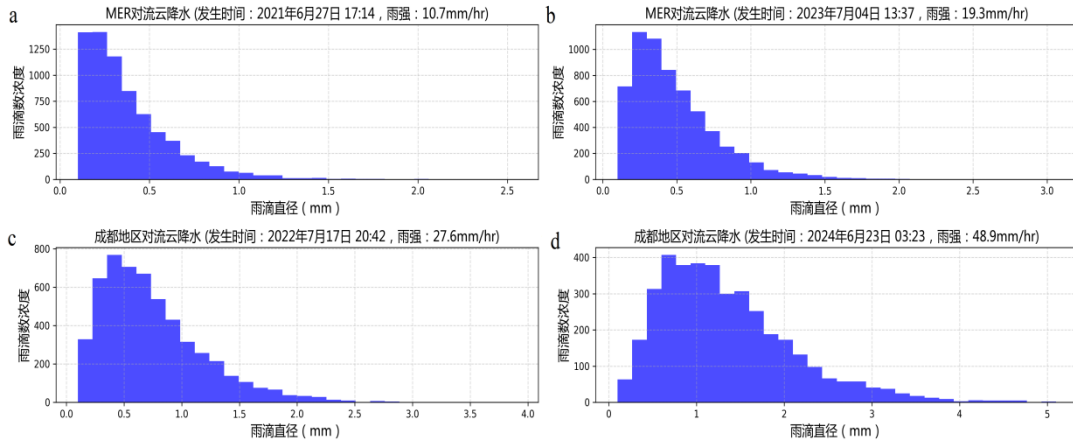 a
MER对流云降水 (发生时间：2021年6月27日 17:14，雨强：10.7mm/hr)
雨滴数浓度
1250
1000
750
500
250
0
0.0 0.5 1.0 1.5 2.0 2.5
雨滴直径（mm）
b
MER对流云降水 (发生时间：2023年7月04日 13:37，雨强：19.3mm/hr)
雨滴数浓度
1000
800
600
400
200
0
0.0 0.5 1.0 1.5 2.0 2.5 3.0
雨滴直径（mm）
c
成都地区对流云降水 (发生时间：2022年7月17日 20:42，雨强：27.6mm/hr)
雨滴数浓度
800
600
400
200
0
0.0 0.5 1.0 1.5 2.0 2.5 3.0 3.5 4.0
雨滴直径（mm）
d
成都地区对流云降水 (发生时间：2024年6月23日 03:23，雨强：48.9mm/hr)
雨滴数浓度
400
300
200
100
0
0 1 2 3 4 5
雨滴直径（mm）